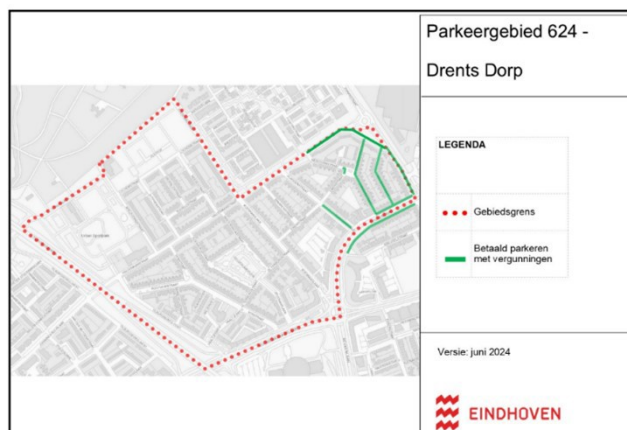 Parkeergebied 624 -
Drents Dorp
LEGENDA
Gebiedsgrens
Betaald parkeren
met vergunningen
Versie: juni 2024
EINDHOVEN